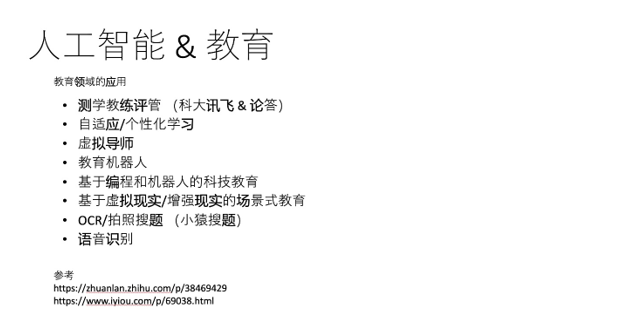 人工智能 & 教育
教育领域的应用
• 测学教练评管 （科大讯飞 & 论答）
• 自适应/个性化学习
• 虚拟导师
• 教育机器人
• 基于编程和机器人的科技教育
• 基于虚拟现实/增强现实的场景式教育
• OCR/拍照搜题 （小猿搜题）
• 语音识别
参考
https://zhuanlan.zhihu.com/p/38469429
https://www.iyiou.com/p/69038.html